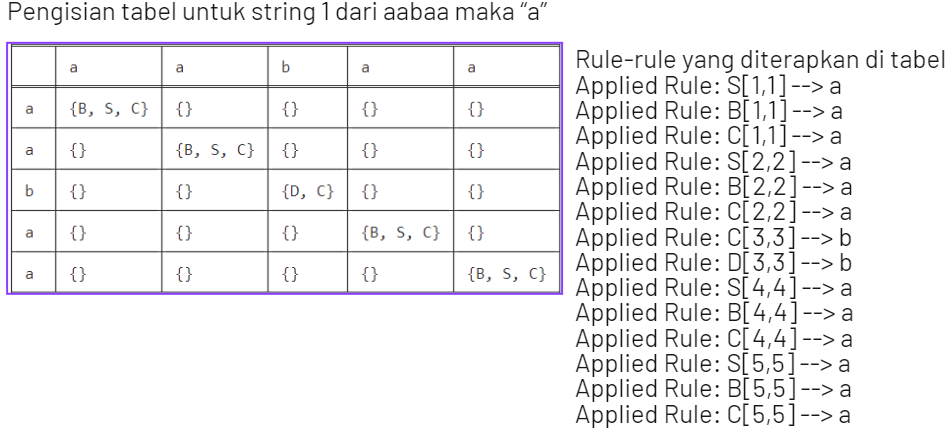 Pengisian tabel untuk string 1 dari aabaa maka “a”
a a b a a
a {B, S, C} {} {} {} {}
a {} {B, S, C} {} {} {}
b {} {} {D, C} {} {}
a {} {} {} {B, S, C} {}
a {} {} {} {} {B, S, C}
Rule-rule yang diterapkan di tabel
Applied Rule: S[1,1] --> a
Applied Rule: B[1,1] --> a
Applied Rule: C[1,1] --> a
Applied Rule: S[2,2] --> a
Applied Rule: B[2,2] --> a
Applied Rule: C[2,2] --> a
Applied Rule: C[3,3] --> b
Applied Rule: D[3,3] --> b
Applied Rule: S[4,4] --> a
Applied Rule: B[4,4] --> a
Applied Rule: C[4,4] --> a
Applied Rule: S[5,5] --> a
Applied Rule: B[5,5] --> a
Applied Rule: C[5,5] --> a